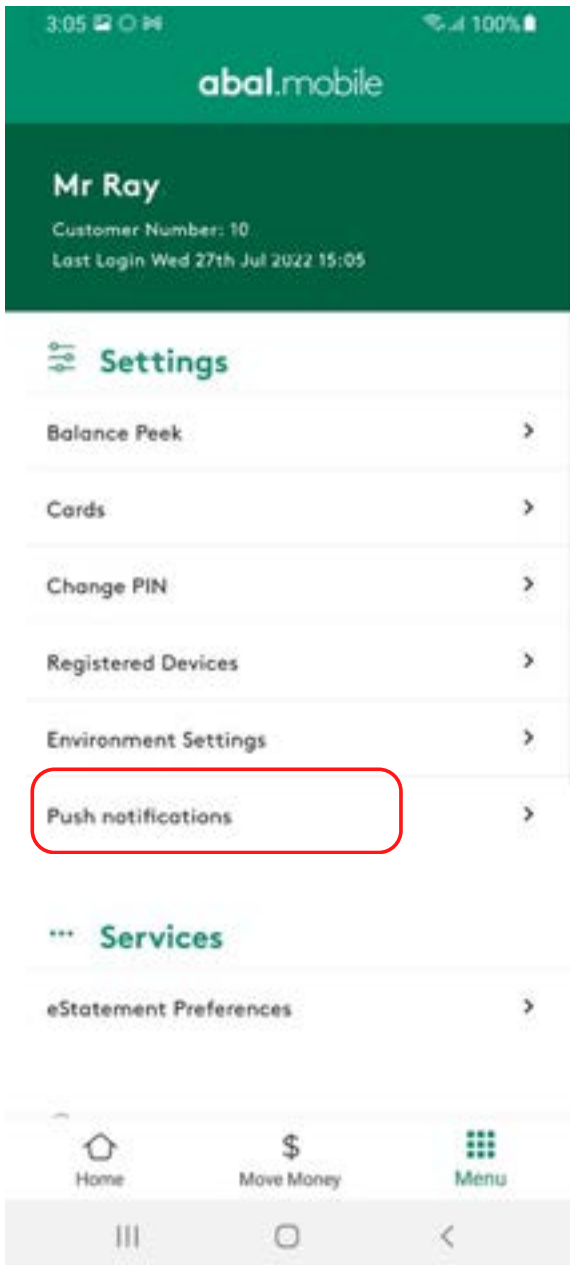 3:05 100%
abal.mobile
Mr Ray
Customer Number: 10
Last Login Wed 27th Jul 2022 15:05
Settings
Balance Peek
Cards
Change PIN
Registered Devices
Environment Settings
Push notifications
Services
eStatement Preferences
$
Home Move Money Menu